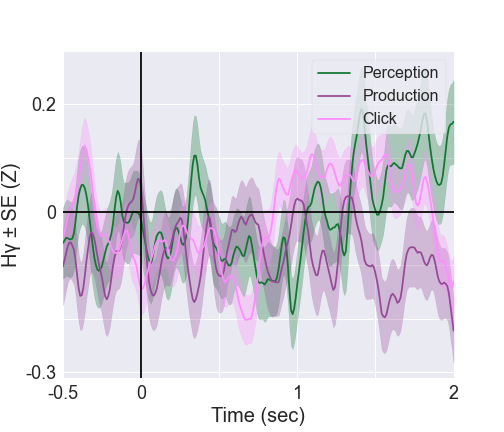 Perception
Production
Click
Hγ ± SE (Z)
0.2
0
-0.3
-0.5
0
1
2
Time (sec)